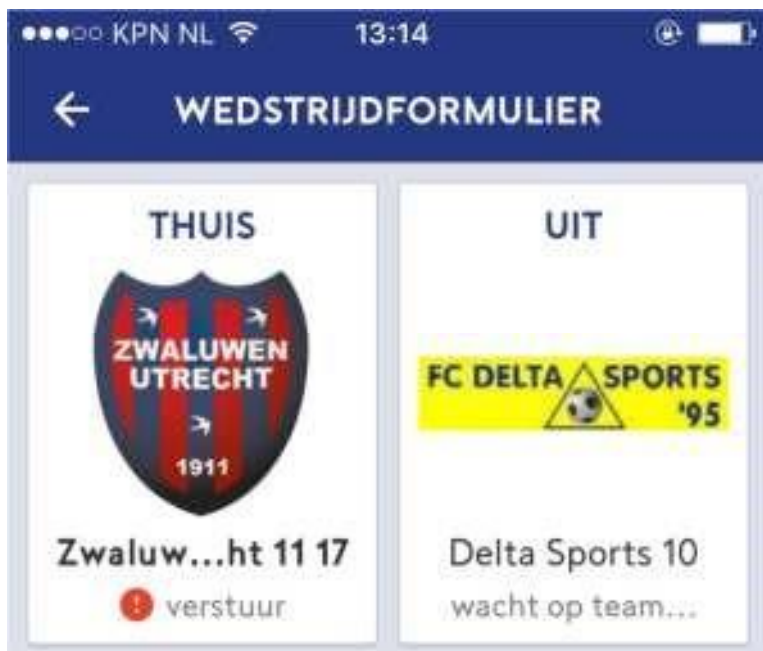 KPN NL 13:14
WEDSTRIJDFORMULIER
THUIS
ZWALUWEN
UTRECHT
1911
Zwaluw...ht 11 17
verstuur
UIT
FC DELTA SPORTS
'95
Delta Sports 10
wacht op team...